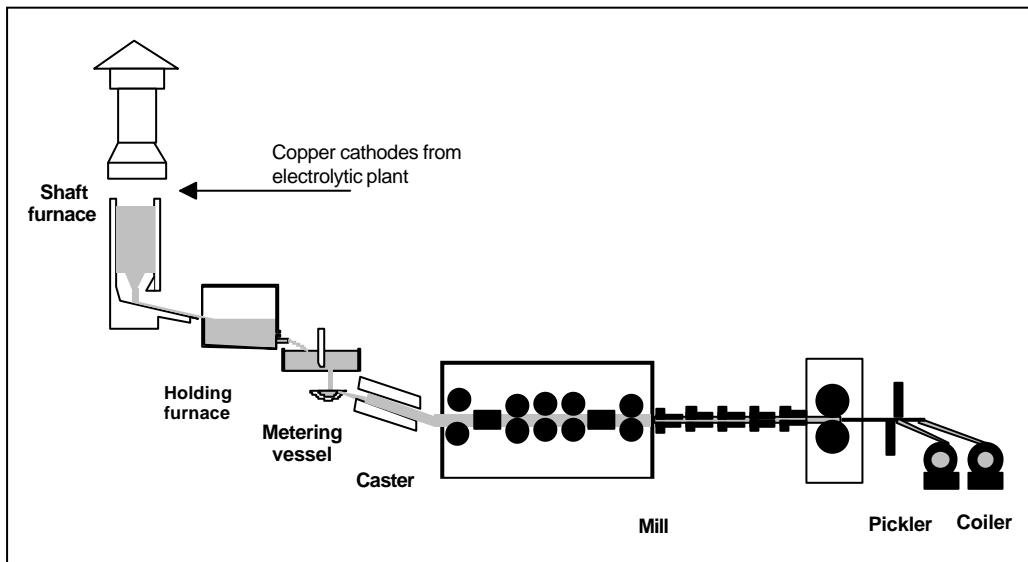 Copper cathodes from
electrolytic plant
Shaft
furnace
Holding
furnace
Metering
vessel
Caster
Mill
Pickler
Coiler